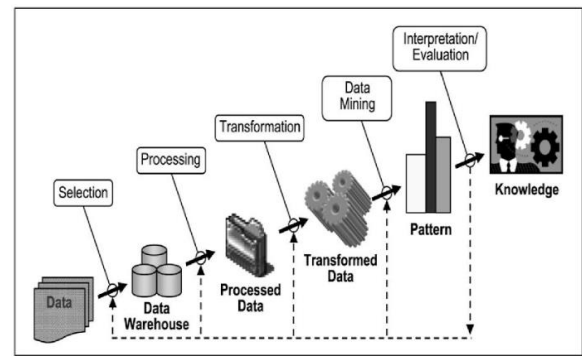 Interpretation/
Evaluation
Data
Mining
Transformation
Processing
Selection
Knowledge
Pattern
Transformed
Data
Processed
Data
Data
Warehouse
Data